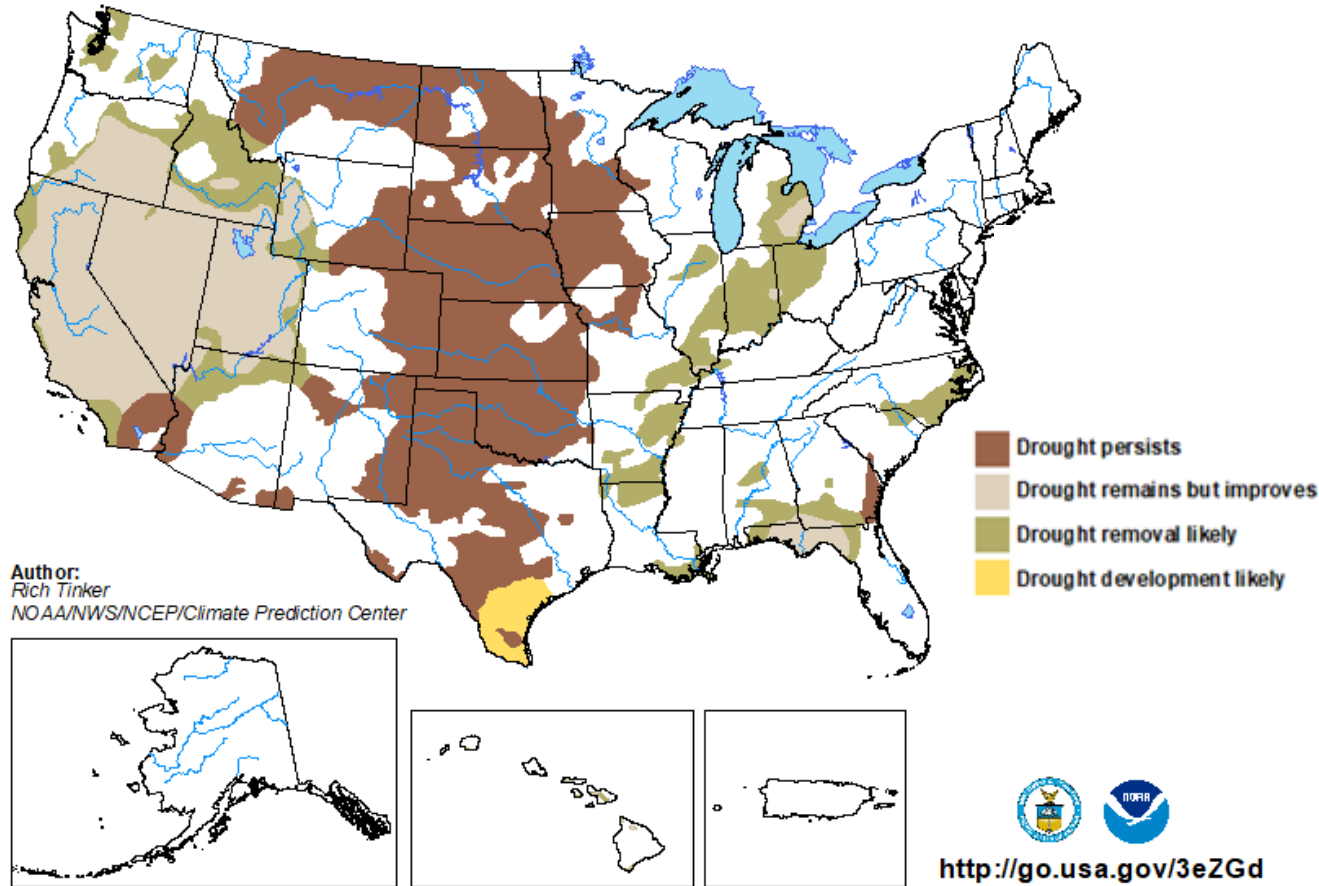 Drought persists
Drought remains but improves
Drought removal likely
Drought development likely
Author:
Rich Tinker
NOAA/NWS/NCEP/Climate Prediction Center
NOAA
http://go.usa.gov/3eZGd